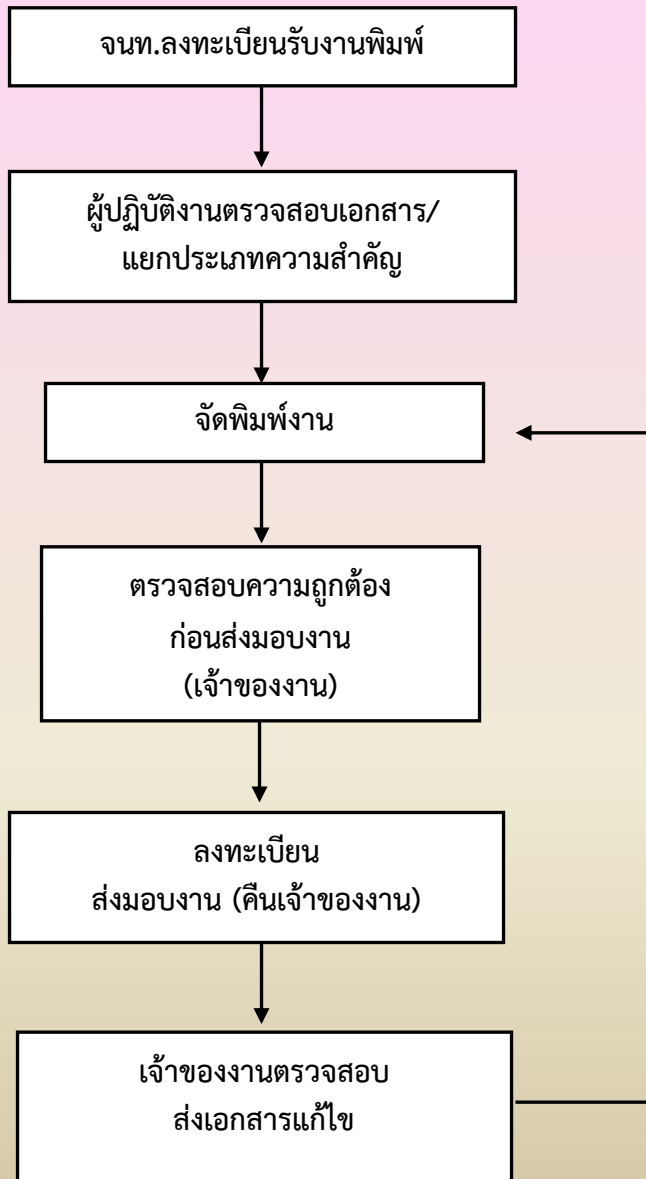 จนท.ลงทะเบียนรับงานพิมพ์
ผู้ปฏิบัติงานตรวจสอบเอกสาร/
แยกประเภทความสำคัญ
จัดพิมพ์งาน
ตรวจสอบความถูกต้อง
ก่อนส่งมอบงาน
(เจ้าของงาน)
ลงทะเบียน
ส่งมอบงาน (คืนเจ้าของงาน)
เจ้าของงานตรวจสอบ
ส่งเอกสารแก้ไข